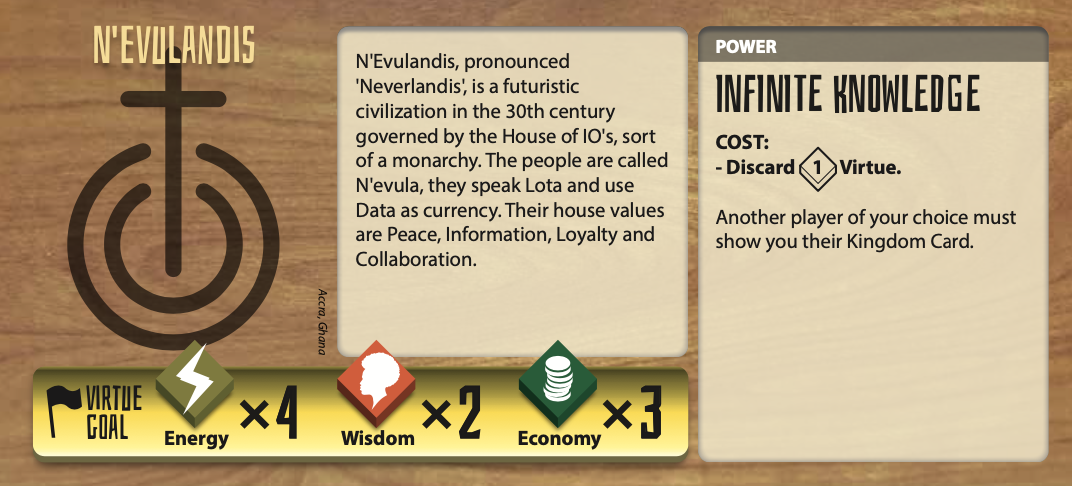 N'EVULANDIS
N'Evulandis, pronounced
'Neverlandis', is a futuristic
civilization in the 30th century
governed by the House of IO's, sort
of a monarchy. The people are called
N'evula, they speak Lota and use
Data as currency. Their house values
are Peace, Information, Loyalty and
Collaboration.
Accra, Ghana
VIRTUE
GOAL
Energy ×4
Wisdom ×2
Economy ×3
POWER
INFINITE KNOWLEDGE
COST:
- Discard 1 Virtue.
Another player of your choice must
show you their Kingdom Card.